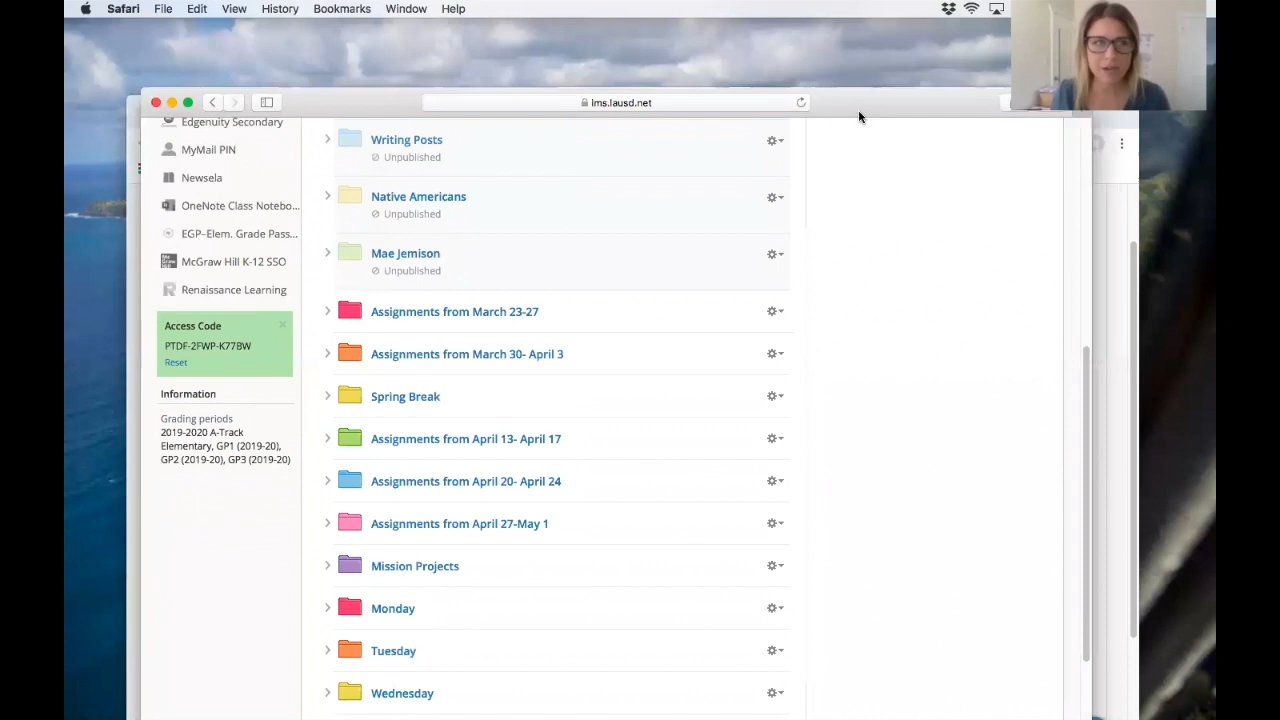 Safari File Edit View History Bookmarks Window Help
lms.lausd.net
Edgenuity Secondary
MyMail PIN
Newsela
OneNote Class Notebo...
EGP–Elem. Grade Pass...
McGraw Hill K-12 SSO
Renaissance Learning
Access Code
PTDF-2FWP-K77BW
Reset
Information
Grading periods
2019-2020 A-Track
Elementary, GP1 (2019-20),
GP2 (2019-20), GP3 (2019-20)
Writing Posts
Unpublished
Native Americans
Unpublished
Mae Jemison
Unpublished
Assignments from March 23-27
Assignments from March 30- April 3
Spring Break
Assignments from April 13- April 17
Assignments from April 20- April 24
Assignments from April 27-May 1
Mission Projects
Monday
Tuesday
Wednesday